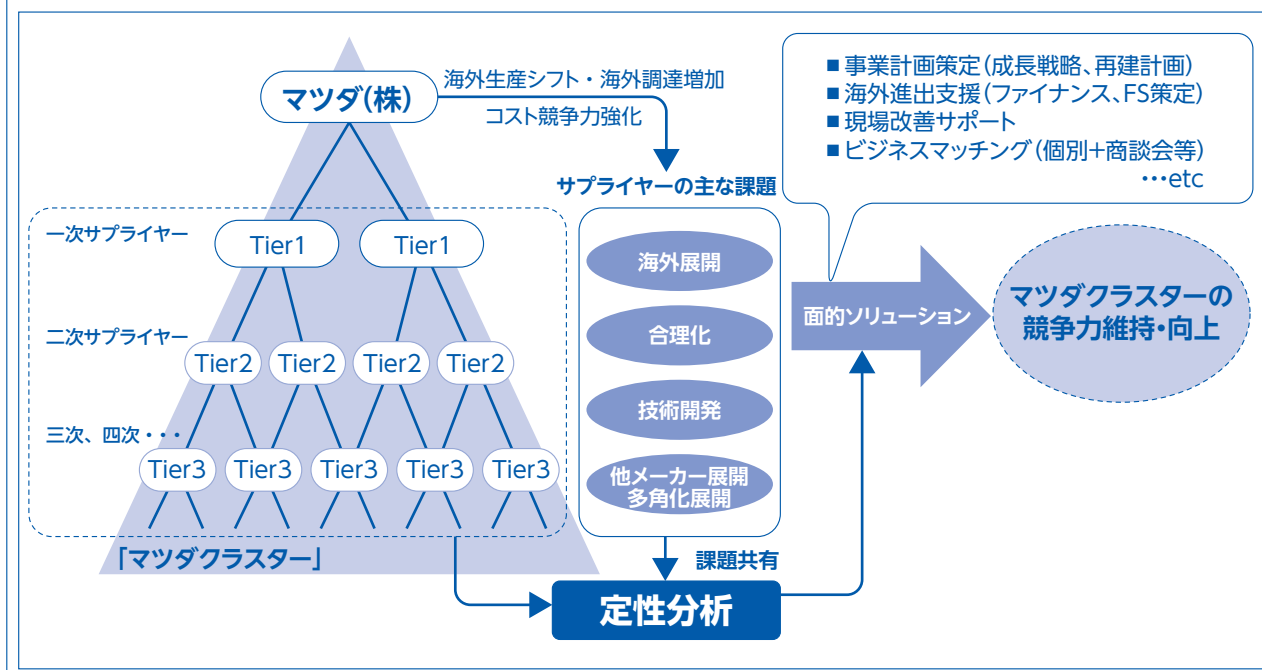 マツダ(株)
海外生産シフト・海外調達増加
コスト競争力強化
サプライヤーの主な課題
■事業計画策定(成長戦略、再建計画)
■海外進出支援(ファイナンス、FS策定)
■現場改善サポート
■ビジネスマッチング(個別+商談会等)
…etc
一次サプライヤー
Tier1 Tier1
二次サプライヤー
Tier2 Tier2 Tier2 Tier2
三次、四次・・・
Tier3 Tier3 Tier3 Tier3 Tier3
「マツダクラスター」
海外展開
合理化
技術開発
他メーカー展開
多角化展開
課題共有
定性分析
面的ソリューション
マツダクラスターの
競争力維持・向上